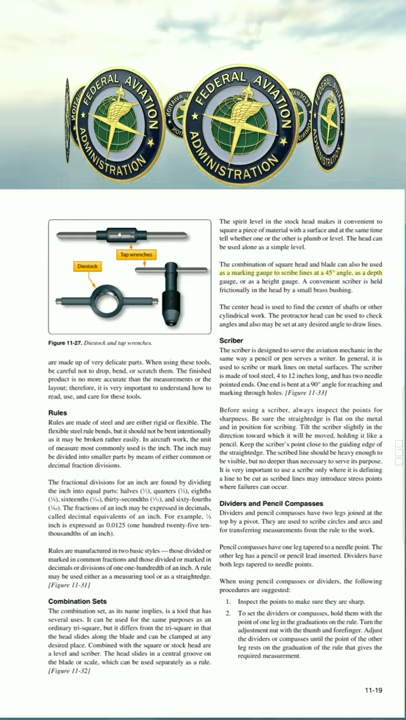 FEDERAL AVIATION
ADMINISTRATION
FEDERAL AVIATION
ADMINISTRATION
Tap wrenches
Diestock
Figure 11-27. Diestock and tap wrenches.
are made up of very delicate parts. When using these tools,
be careful not to drop, bend, or scratch them. The finished
product is no more accurate than the measurements or the
layout; therefore, it is very important to understand how to
read, use, and care for these tools.
Rules
Rules are made of steel and are either rigid or flexible. The
flexible steel rule bends, but it should not be bent intentionally
as it may be broken rather easily. In aircraft work, the unit
of measure most commonly used is the inch. The inch may
be divided into smaller parts by means of either common or
decimal fraction divisions.
The fractional divisions for an inch are found by dividing
the inch into equal parts: halves (½), quarters (¼), eighths
(⅛), sixteenths (1⁄16), thirty-seconds (1⁄32), and sixty-fourths
(1⁄64). The fractions of an inch may be expressed in decimals,
called decimal equivalents of an inch. For example, ⅛
inch is expressed as 0.0125 (one hundred twenty-five ten-
thousandths of an inch).
Rules are manufactured in two basic styles — those divided or
marked in common fractions and those divided or marked in
decimals or divisions of one one-hundredth of an inch. A rule
may be used either as a measuring tool or as a straightedge.
[Figure 11-31]
Combination Sets
The combination set, as its name implies, is a tool that has
several uses. It can be used for the same purposes as an
ordinary tri-square, but it differs from the tri-square in that
the head slides along the blade and can be clamped at any
desired place. Combined with the square or stock head are
a level and scriber. The head slides in a central groove on
the blade or scale, which can be used separately as a rule.
[Figure 11-32]
The spirit level in the stock head makes it convenient to
square a piece of material with a surface and at the same time
tell whether one or the other is plumb or level. The head can
be used alone as a simple level.
The combination of square head and blade can also be used
as a marking gauge to scribe lines at a 45° angle, as a depth
gauge, or as a height gauge. A convenient scriber is held
frictionally in the head by a small brass bushing.
The center head is used to find the center of shafts or other
cylindrical work. The protractor head can be used to check
angles and also may be set at any desired angle to draw lines.
Scriber
The scriber is designed to serve the aviation mechanic in the
same way a pencil or pen serves a writer. In general, it is
used to scribe or mark lines on metal surfaces. The scriber
is made of tool steel, 4 to 12 inches long, and has two needle
pointed ends. One end is bent at a 90° angle for reaching and
marking through holes. [Figure 11-33]
Before using a scriber, always inspect the points for
sharpness. Be sure the straightedge is flat on the metal
and in position for scribing. Tilt the scriber slightly in the
direction toward which it will be moved, holding it like a
pencil. Keep the scriber's point close to the guiding edge of
the straightedge. The scribed line should be heavy enough to
be visible, but no deeper than necessary to serve its purpose.
It is very important to use a scribe only where it is defining
a line to be cut as scribed lines may introduce stress points
where failures can occur.
Dividers and Pencil Compasses
Dividers and pencil compasses have two legs joined at the
top by a pivot. They are used to scribe circles and arcs and
for transferring measurements from the rule to the work.
Pencil compasses have one leg tapered to a needle point. The
other leg has a pencil or pencil lead inserted. Dividers have
both legs tapered to needle points.
When using pencil compasses or dividers, the following
procedures are suggested:
1. Inspect the points to make sure they are sharp.
2. To set the dividers or compasses, hold them with the
point of one leg in the graduations on the rule. Turn the
adjustment nut with the thumb and forefinger. Adjust
the dividers or compasses until the point of the other
leg rests on the graduation of the rule that gives the
required measurement.
11-19